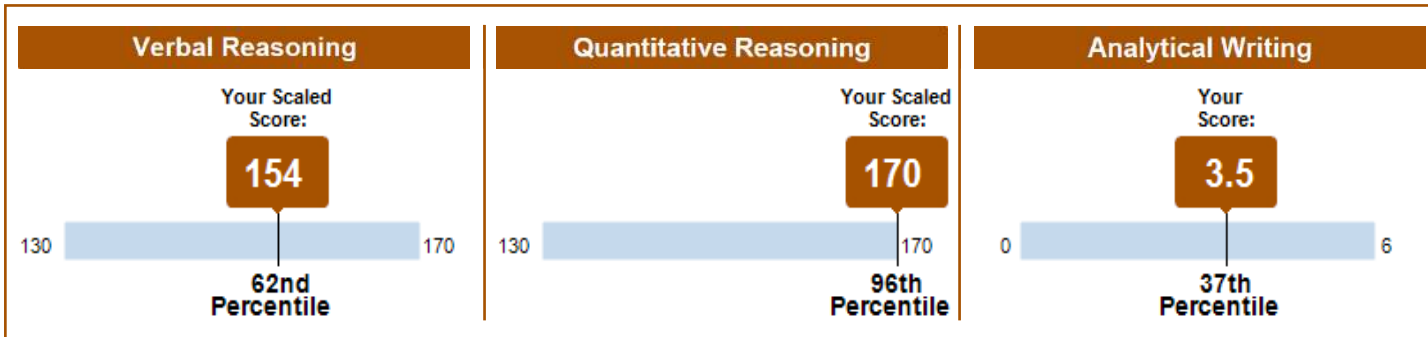 Verbal Reasoning
Your Scaled
Score:
154
130
170
62nd
Percentile
Quantitative Reasoning
Your Scaled
Score:
170
130
170
96th
Percentile
Analytical Writing
Your
Score:
3.5
0
6
37th
Percentile